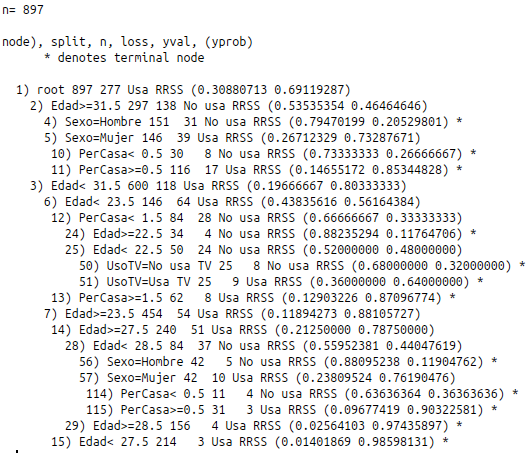 n= 897

node), split, n, loss, yval, (yprob)
      * denotes terminal node

  1) root 897 277 Usa RRSS (0.30880713 0.69119287)
    2) Edad>=31.5 297 138 No usa RRSS (0.53535354 0.46464646)
      4) Sexo=Hombre 151  31 No usa RRSS (0.79470199 0.20529801) *
      5) Sexo=Mujer 146  39 Usa RRSS (0.26712329 0.73287671)
       10) PerCasa< 0.5 30   8 No usa RRSS (0.73333333 0.26666667) *
       11) PerCasa>=0.5 116  17 Usa RRSS (0.14655172 0.85344828) *
    3) Edad< 31.5 600 118 Usa RRSS (0.19666667 0.80333333)
      6) Edad< 23.5 146  64 Usa RRSS (0.43835616 0.56164384)
       12) PerCasa< 1.5 84  28 No usa RRSS (0.66666667 0.33333333)
         24) Edad>=22.5 34   4 No usa RRSS (0.88235294 0.11764706) *
         25) Edad< 22.5 50  24 No usa RRSS (0.52000000 0.48000000)
           50) UsoTV=No usa TV 25   8 No usa RRSS (0.68000000 0.32000000) *
           51) UsoTV=Usa TV 25   9 Usa RRSS (0.36000000 0.64000000) *
       13) PerCasa>=1.5 62   8 Usa RRSS (0.12903226 0.87096774) *
      7) Edad>=23.5 454  54 Usa RRSS (0.11894273 0.88105727)
       14) Edad>=27.5 240  51 Usa RRSS (0.21250000 0.78750000)
         28) Edad< 28.5 84  37 No usa RRSS (0.55952381 0.44047619)
           56) Sexo=Hombre 42   5 No usa RRSS (0.88095238 0.11904762) *
           57) Sexo=Mujer 42  10 Usa RRSS (0.23809524 0.76190476)
            114) PerCasa< 0.5 11   4 No usa RRSS (0.63636364 0.36363636) *
            115) PerCasa>=0.5 31   3 Usa RRSS (0.09677419 0.90322581) *
         29) Edad>=28.5 156   4 Usa RRSS (0.02564103 0.97435897) *
       15) Edad< 27.5 214   3 Usa RRSS (0.01401869 0.98598131) *